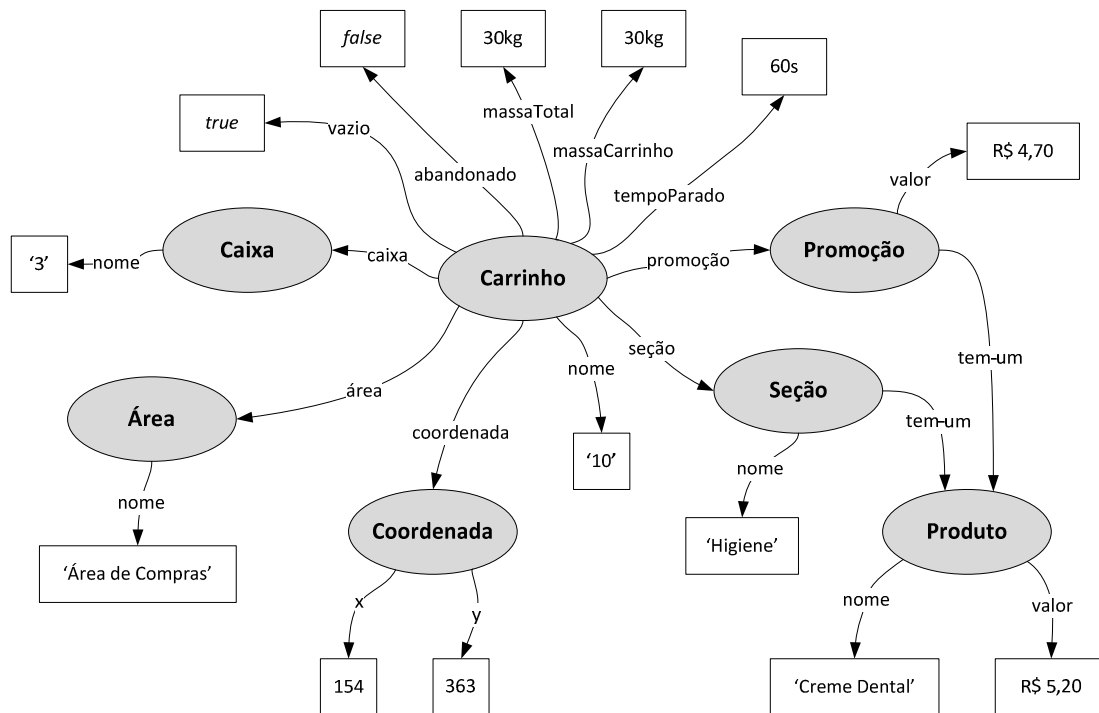 false
30kg
30kg
60s
true
vazio
massaTotal
massaCarrinho
abandonado
tempoParado
R$ 4,70
valor
‘3’
nome
Caixa
caixa
Carrinho
promoção
Promoção
tem-um
seção
nome
área
Área
coordenada
Seção
tem-um
‘10’
nome
nome
‘Área de Compras’
Coordenada
‘Higiene’
Produto
x
y
nome
valor
154
363
‘Creme Dental’
R$ 5,20